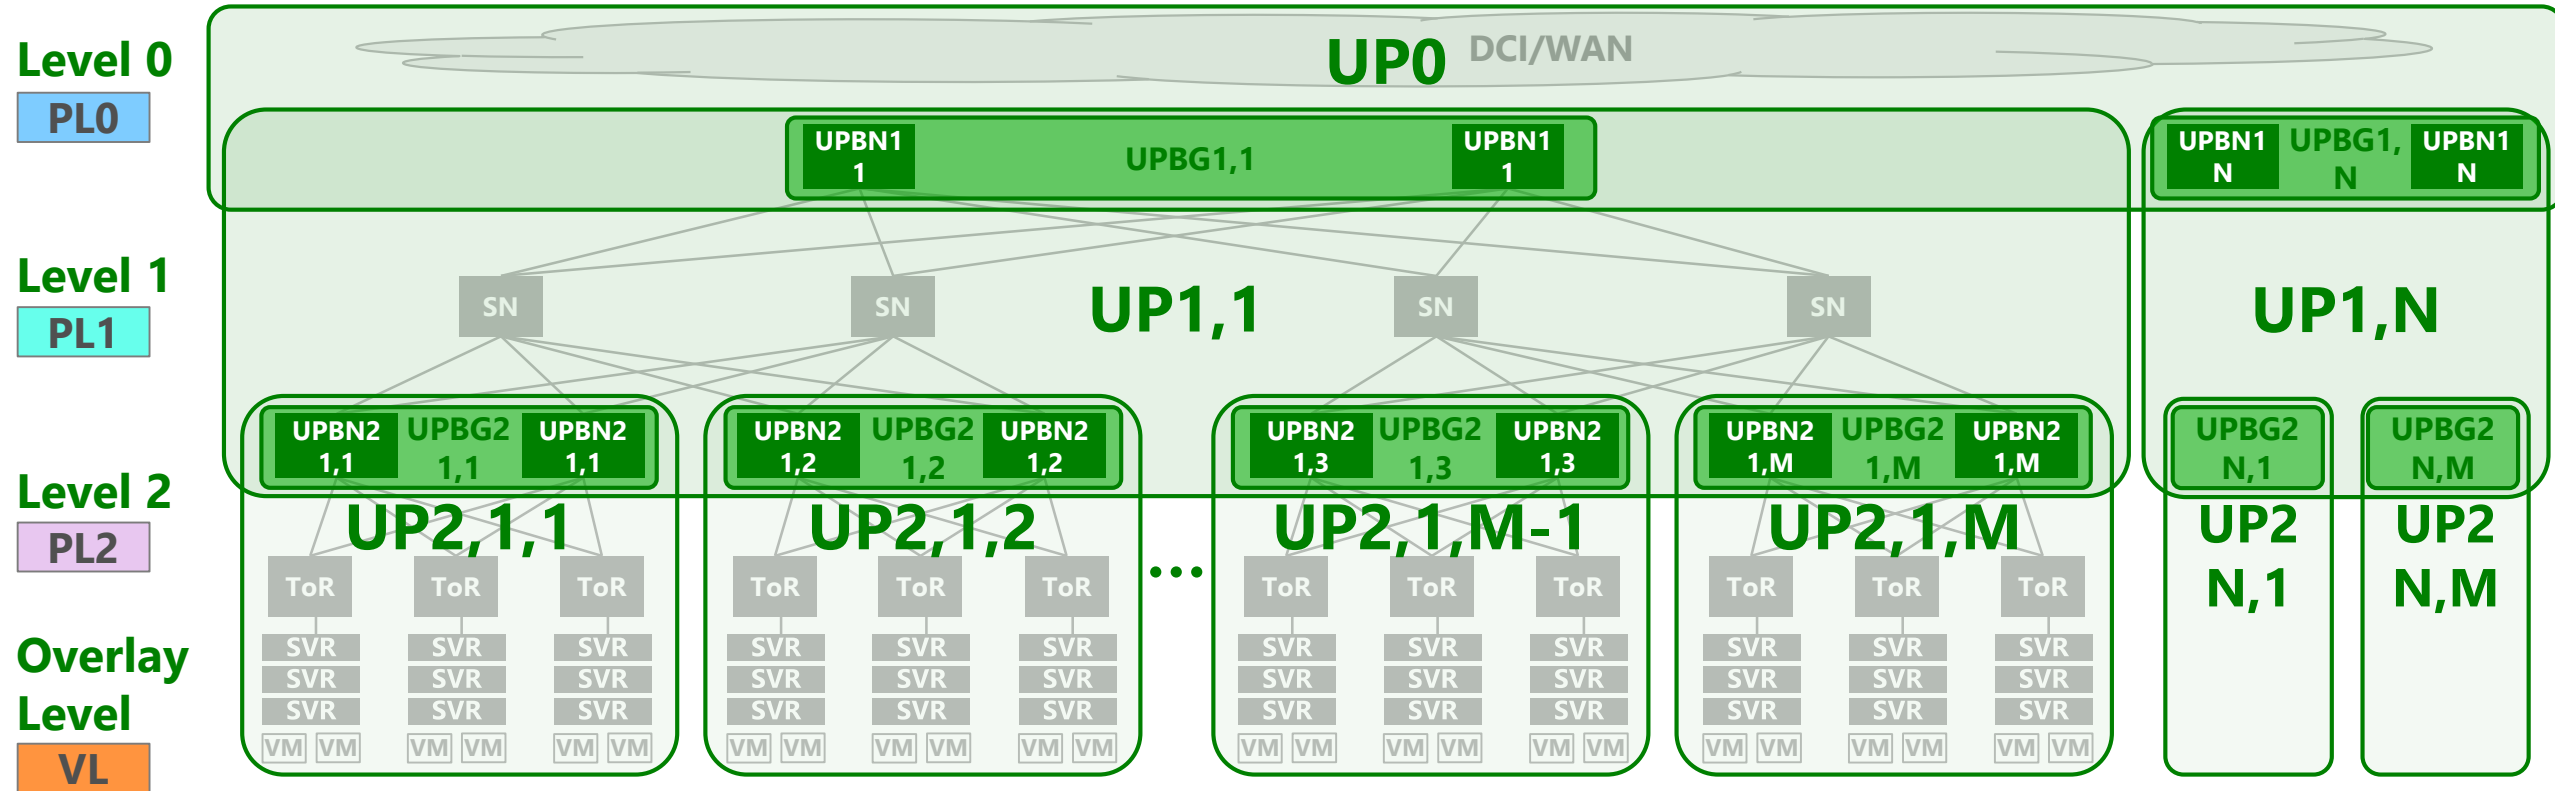 Level 0
PL0
UP0 DCI/WAN
UPBN1
1
UPBG1,1
UPBN1
1
UPBN1
N
UPBG1,
N
UPBN1
N
Level 1
PL1
SN
SN
UP1,1
SN
SN
UP1,N
UPBN2
1,1
UPBG2
1,1
UPBN2
1,1
UPBN2
1,2
UPBG2
1,2
UPBN2
1,2
UPBN2
1,3
UPBG2
1,3
UPBN2
1,3
UPBN2
1,M
UPBG2
1,M
UPBN2
1,M
UPBG2
N,1
UPBG2
N,M
Level 2
PL2
UP2,1,1
UP2,1,2
...
UP2,1,M-1
UP2,1,M
UP2
N,1
UP2
N,M
ToR ToR ToR
ToR ToR ToR
ToR ToR ToR
ToR ToR ToR
Overlay
Level
VL
SVR SVR SVR
SVR SVR SVR
SVR SVR SVR
VM VM VM VM VM VM
SVR SVR SVR
SVR SVR SVR
SVR SVR SVR
VM VM VM VM VM VM
SVR SVR SVR
SVR SVR SVR
SVR SVR SVR
VM VM VM VM VM VM
SVR SVR SVR
SVR SVR SVR
SVR SVR SVR
VM VM VM VM VM VM